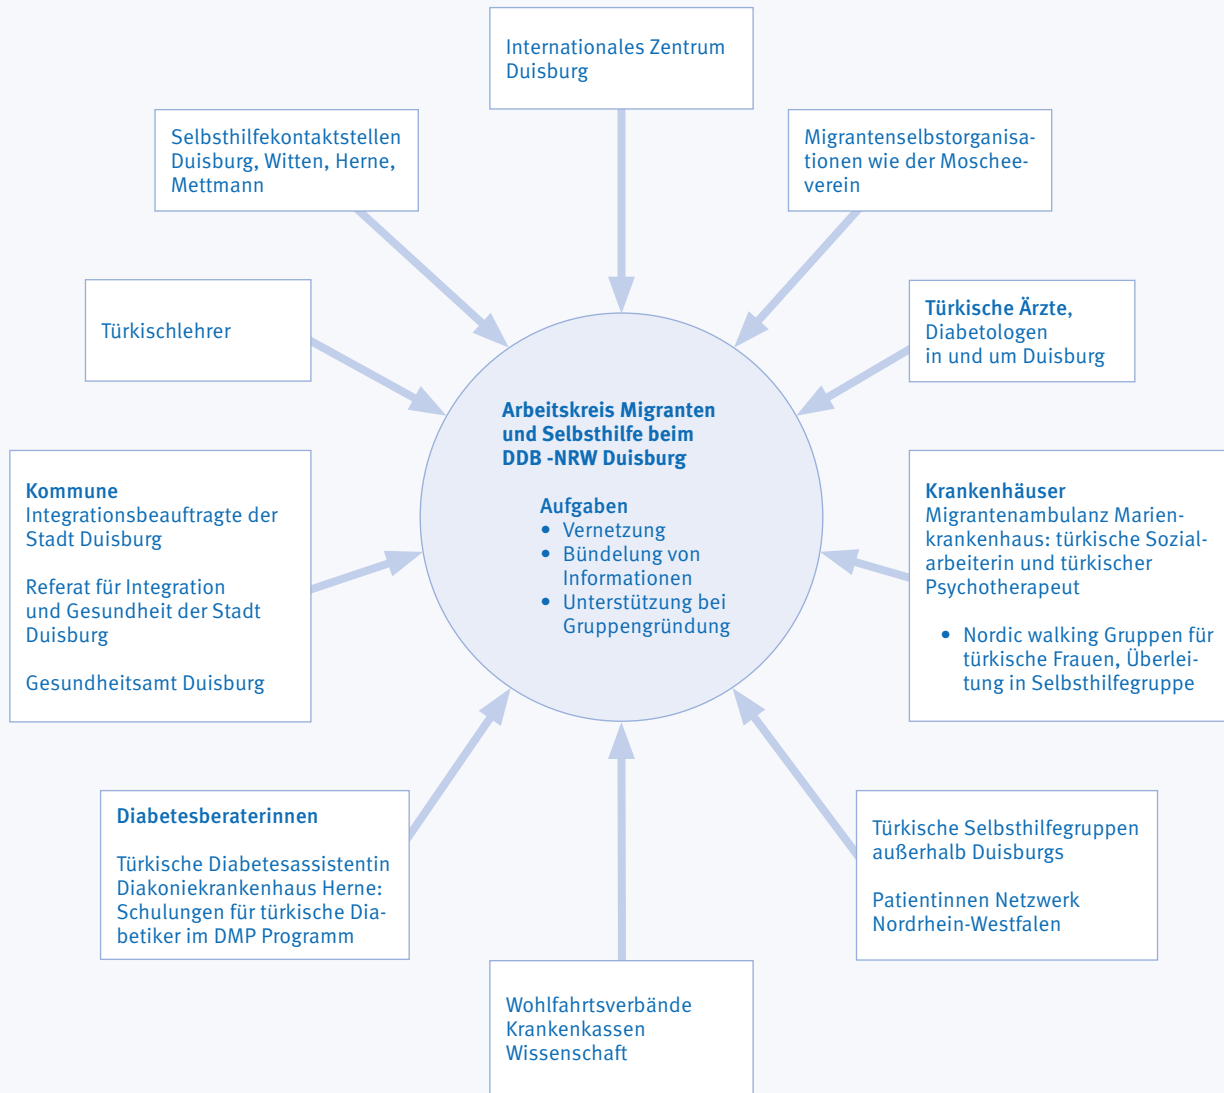 Internationales Zentrum
Duisburg
Selbsthilfekontaktstellen
Duisburg, Witten, Herne,
Mettmann
Migrantenselbstorganisa-
tionen wie der Moschee-
verein
Türkischlehrer
Türkische Ärzte,
Diabetologen
in und um Duisburg
Arbeitskreis Migranten
und Selbsthilfe beim
DDB -NRW Duisburg
Aufgaben
• Vernetzung
• Bündelung von
Informationen
• Unterstützung bei
Gruppengründung
Kommune
Integrationsbeauftragte der
Stadt Duisburg
Referat für Integration
und Gesundheit der Stadt
Duisburg
Gesundheitsamt Duisburg
Krankenhäuser
Migrantenambulanz Marien-
krankenhaus: türkische Sozial-
arbeiterin und türkischer
Psychotherapeut
• Nordic walking Gruppen für
türkische Frauen, Überlei-
tung in Selbsthilfegruppe
Diabetesberaterinnen
Türkische Diabetesassistentin
Diakoniekrankenhaus Herne:
Schulungen für türkische Dia-
betiker im DMP Programm
Türkische Selbsthilfegruppen
außerhalb Duisburgs
Patientinnen Netzwerk
Nordrhein-Westfalen
Wohlfahrtsverbände
Krankenkassen
Wissenschaft